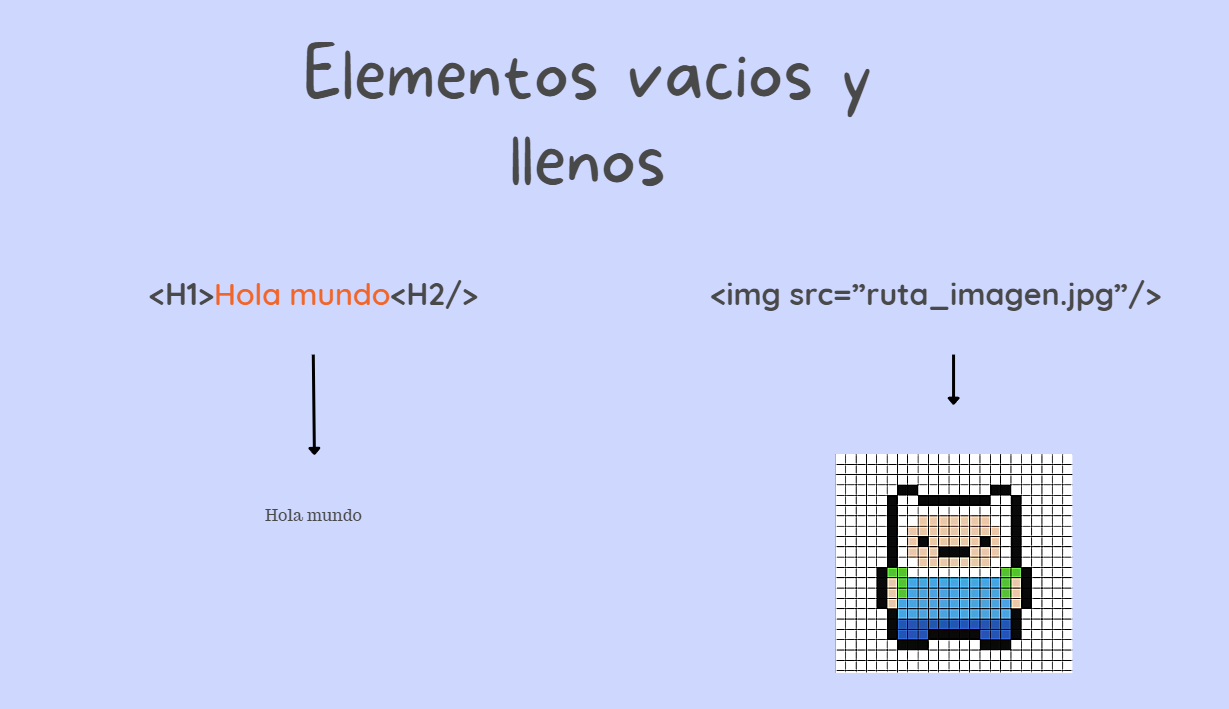 Elementos vacios y
llenos
<H1>Hola mundo<H2/>
<img src=”ruta_imagen.jpg”/>
Hola mundo